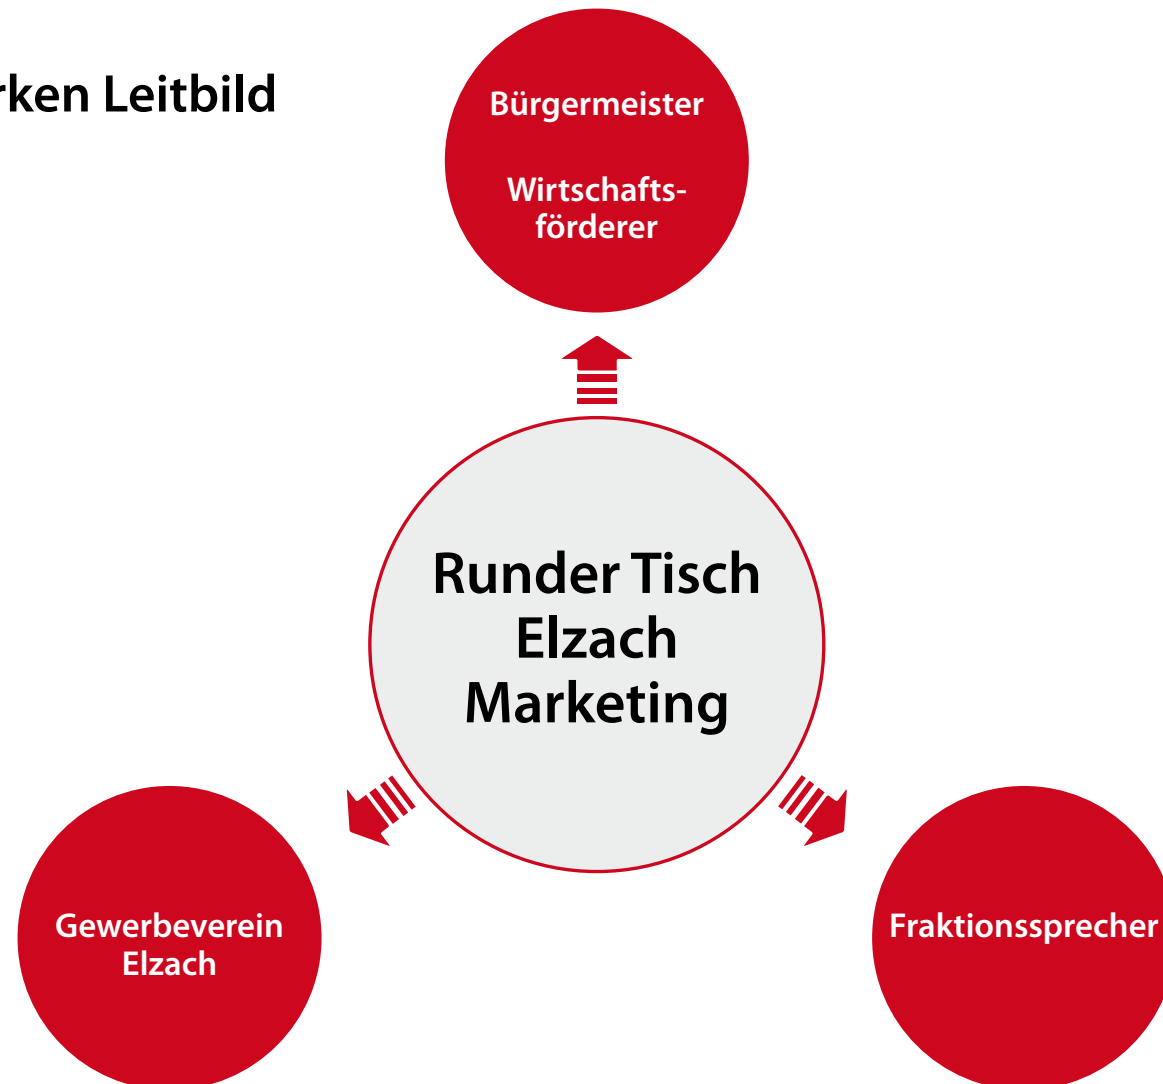 rken Leitbild
Bürgermeister
Wirtschafts-
förderer
Runder Tisch
Elzach
Marketing
Gewerbeverein
Elzach
Fraktionssprecher